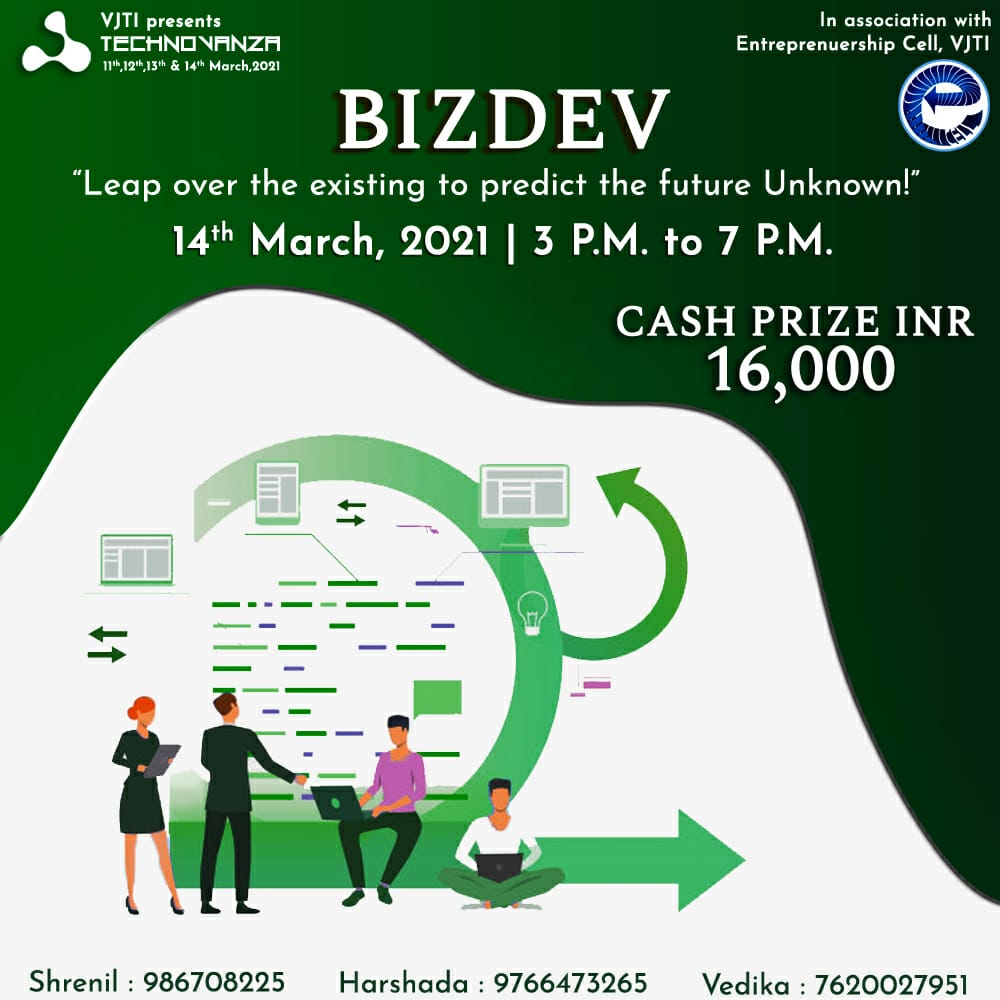 VJTI presents
TECHNOVANZA
11th,12th,13th & 14th March,2021
In association with
Entreprenuership Cell, VJTI
BIZDEV
“Leap over the existing to predict the future Unknown!”
14th March, 2021 | 3 P.M. to 7 P.M.
CASH PRIZE INR
16,000
Shrenil : 986708225 Harshada : 9766473265 Vedika : 7620027951